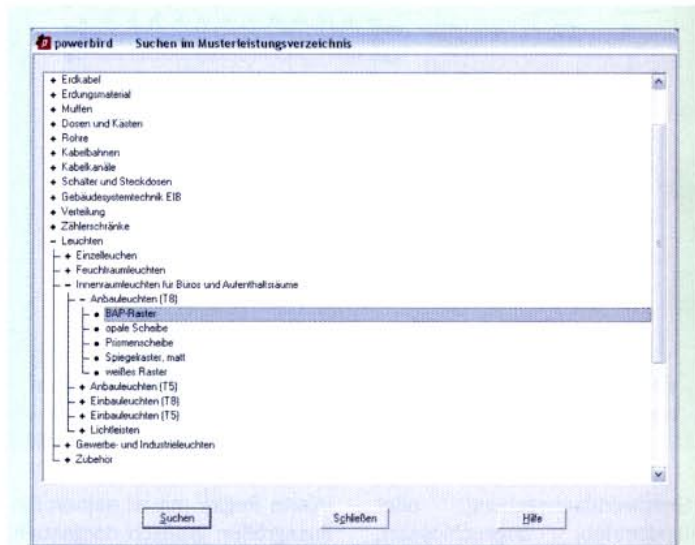 powerbird Suchen im Musterleistungsverzeichnis
+ Erdkabel
+ Erdungsmaterial
+ Muffen
+ Dosen und Kästen
+ Rohre
+ Kabelbahnen
+ Kabelkanäle
+ Schalter und Steckdosen
+ Gebäudesystemtechnik EIB
+ Verteilung
+ Zählerschränke
- Leuchten
+ Einzelleuchen
+ Feuchtraumleuchten
- Innenraumleuchten für Büros und Aufenthaltsräume
- Anbauleuchten (T8)
• BAP-Raster
• opale Scheibe
• Prismenscheibe
• Spiegelraster, matt
• weißes Raster
+ Anbauleuchten (T5)
+ Einbauleuchten (T8)
+ Einbauleuchten (T5)
+ Lichtleisten
+ Gewerbe- und Industrieleuchten
+ Zubehör
Suchen Schließen Hilfe